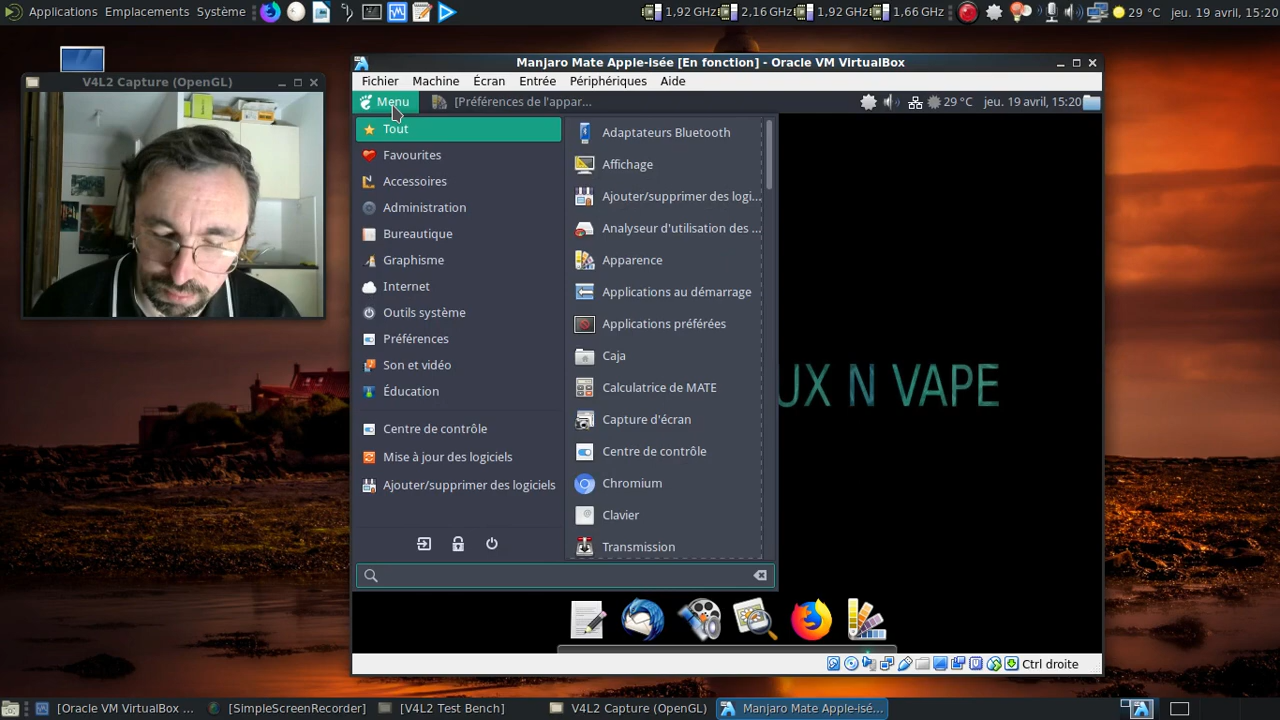 Applications Emplacements Système
1,92 GHz 2,16 GHz 1,92 GHz 1,66 GHz
29 °C jeu. 19 avril, 15:20
V4L2 Capture (OpenGL)
Manjaro Mate Apple-isée [En fonction] - Oracle VM VirtualBox
Fichier Machine Écran Entrée Périphériques Aide
Menu [Préférences de l'appar... 29 °C jeu. 19 avril, 15:20
Tout
Favourites
Accessoires
Administration
Bureautique
Graphisme
Internet
Outils système
Préférences
Son et vidéo
Éducation
Centre de contrôle
Mise à jour des logiciels
Ajouter/supprimer des logiciels
Adaptateurs Bluetooth
Affichage
Ajouter/supprimer des logi...
Analyseur d'utilisation des ...
Apparence
Applications au démarrage
Applications préférées
Caja
Calculatrice de MATE
Capture d'écran
Centre de contrôle
Chromium
Clavier
Transmission
UX N VAPE
Ctrl droite
[Oracle VM VirtualBox ... [SimpleScreenRecorder] [V4L2 Test Bench] V4L2 Capture (OpenGL) Manjaro Mate Apple-isé...